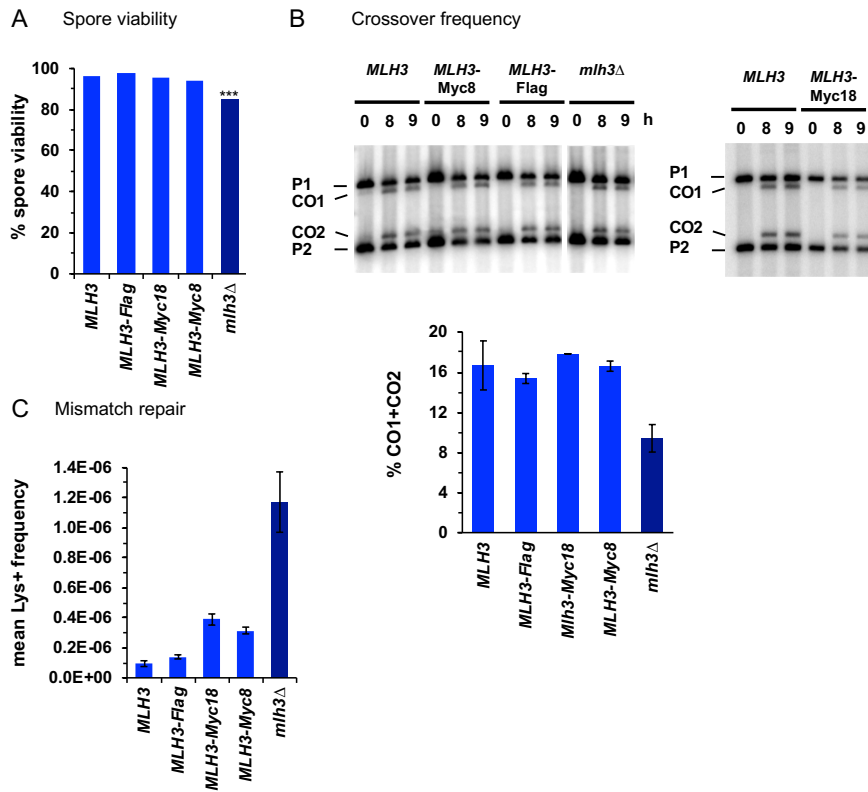 A Spore viability
% spore viability
100
80
60
40
20
0
***
MLH3
MLH3-Flag
MLH3-Myc18
MLH3-Myc8
mlh3Δ
B Crossover frequency
MLH3 MLH3-Myc8 MLH3-Flag mlh3Δ
0 8 9 0 8 9 0 8 9 0 8 9 h
P1
CO1
CO2
P2
MLH3 MLH3-Myc18
0 8 9 0 8 9
P1
CO1
CO2
P2
% CO1+CO2
20
16
12
8
4
0
MLH3
MLH3-Flag
Mlh3-Myc18
MLH3-Myc8
mlh3Δ
C Mismatch repair
mean Lys+ frequency
1.4E-06
1.2E-06
1.0E-06
0.8E-06
0.6E-06
0.4E-06
0.2E-06
0.0E+00
MLH3
MLH3-Flag
MLH3-Myc18
MLH3-Myc8
mlh3Δ